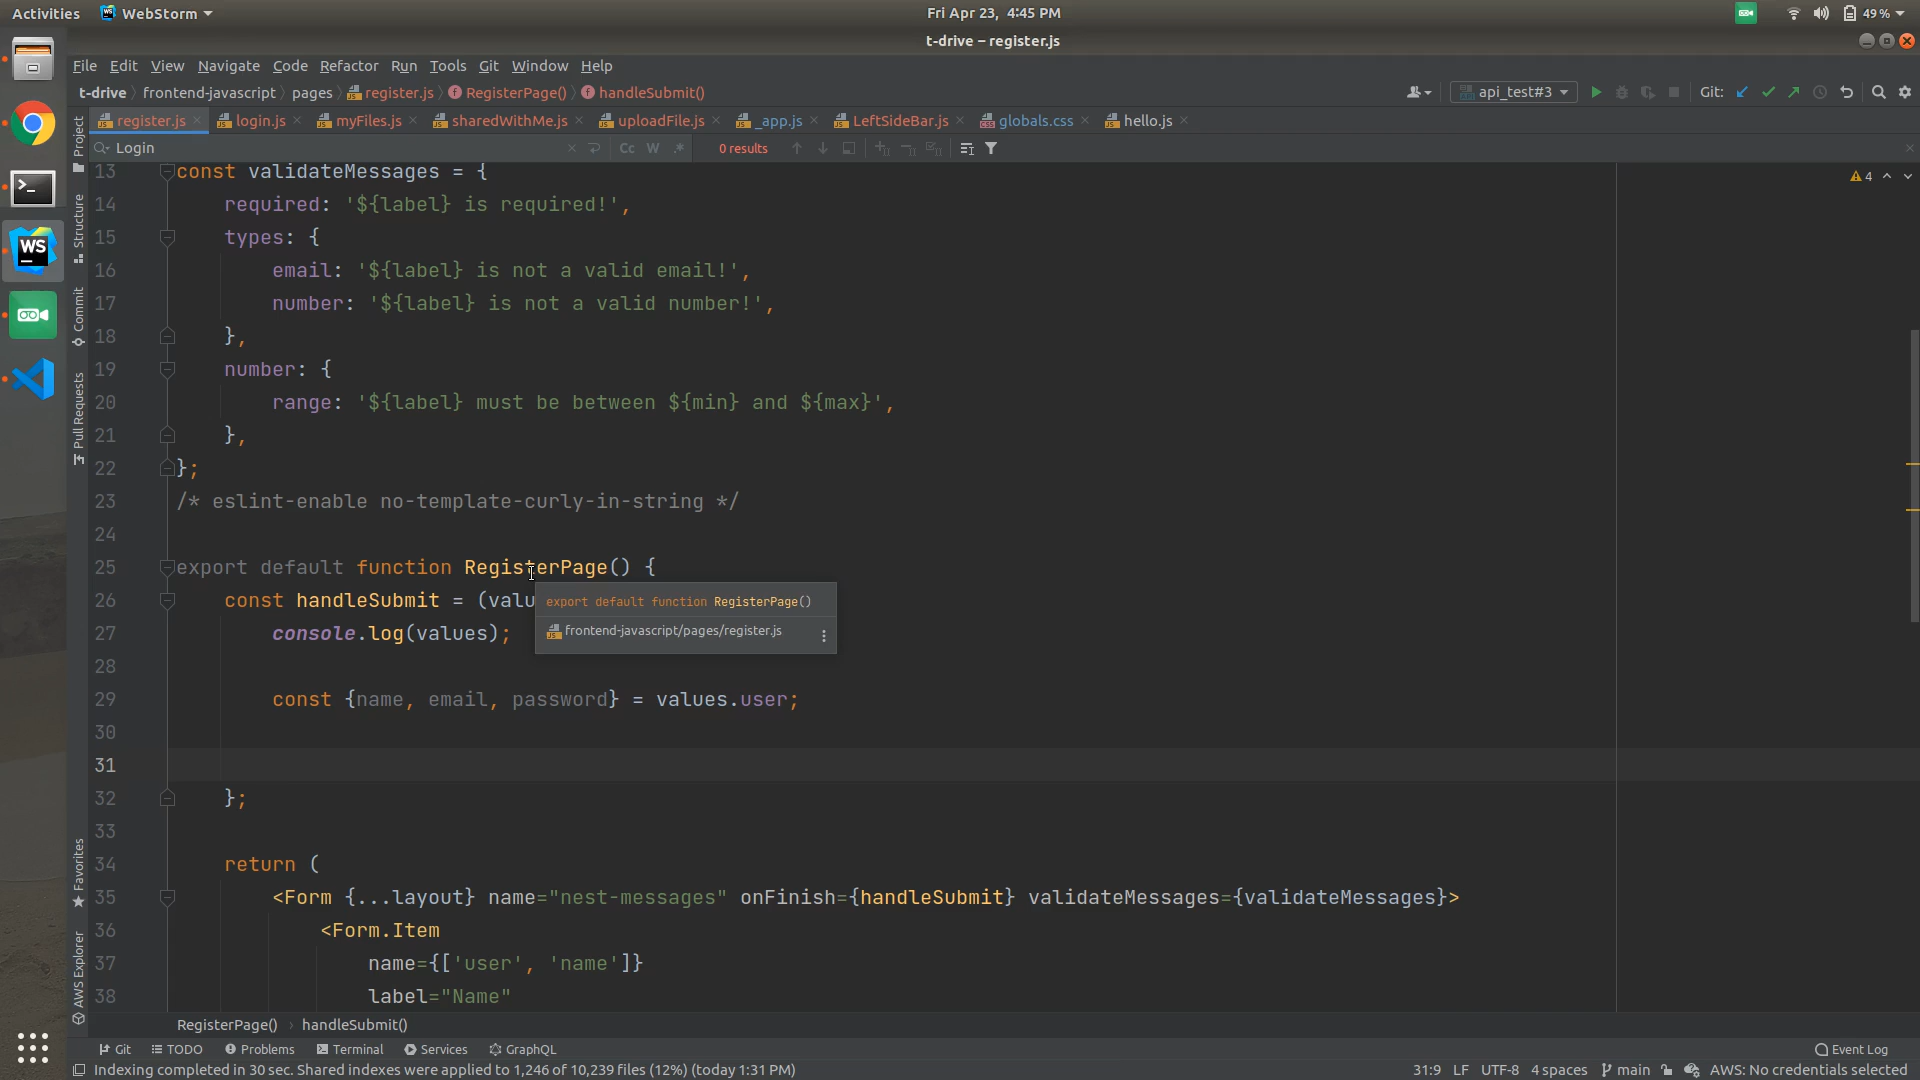 Activities WebStorm Fri Apr 23, 4:45 PM 49 %
t-drive – register.js
File Edit View Navigate Code Refactor Run Tools Git Window Help
t-drive frontend-javascript pages register.js RegisterPage() handleSubmit() api_test#3 Git:
register.js login.js myFiles.js sharedWithMe.js uploadFile.js _app.js LeftSideBar.js globals.css hello.js
Login Cc W .* 0 results
Project
Structure
Commit
Pull Requests
Favorites
AWS Explorer
4
13 const validateMessages = {
14 required: '${label} is required!',
15 types: {
16 email: '${label} is not a valid email!',
17 number: '${label} is not a valid number!',
18 },
19 number: {
20 range: '${label} must be between ${min} and ${max}',
21 },
22 };
23 /* eslint-enable no-template-curly-in-string */
24
25 export default function RegisterPage() {
26 const handleSubmit = (valu
export default function RegisterPage()
frontend-javascript/pages/register.js
27 console.log(values);
28
29 const {name, email, password} = values.user;
30
31
32 };
33
34 return (
35 <Form {...layout} name="nest-messages" onFinish={handleSubmit} validateMessages={validateMessages}>
36 <Form.Item
37 name={['user', 'name']}
38 label="Name"
RegisterPage() handleSubmit()
Git TODO Problems Terminal Services GraphQL Event Log
Indexing completed in 30 sec. Shared indexes were applied to 1,246 of 10,239 files (12%) (today 1:31 PM) 31:9 LF UTF-8 4 spaces main AWS: No credentials selected
WS